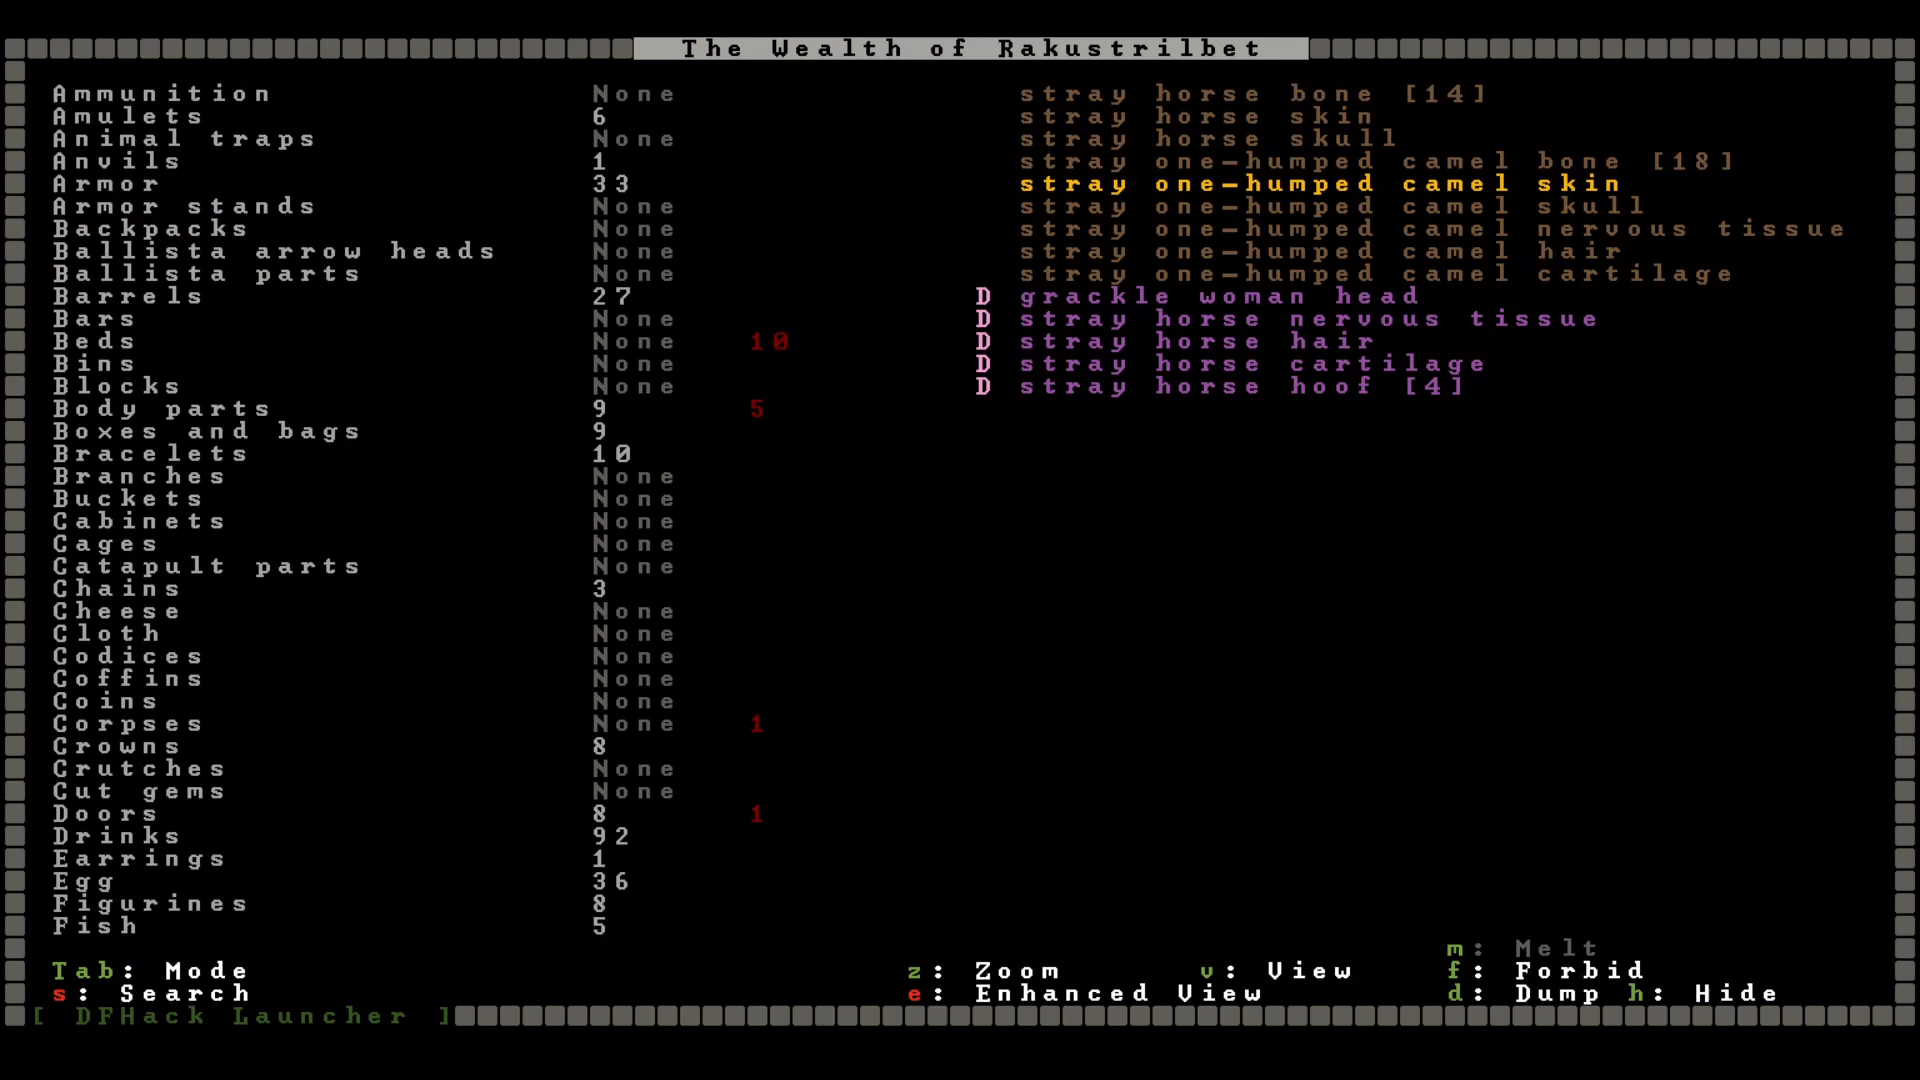 The Wealth of Rakustrilbet
Ammunition None stray horse bone [14]
Amulets 6 stray horse skin
Animal traps None stray horse skull
Anvils 1 stray one-humped camel bone [18]
Armor 33 stray one-humped camel skin
Armor stands None stray one-humped camel skull
Backpacks None stray one-humped camel nervous tissue
Ballista arrow heads None stray one-humped camel hair
Ballista parts None stray one-humped camel cartilage
Barrels 27 D grackle woman head
Bars None D stray horse nervous tissue
Beds None 10 D stray horse hair
Bins None D stray horse cartilage
Blocks None D stray horse hoof [4]
Body parts 9 5
Boxes and bags 9
Bracelets 10
Branches None
Buckets None
Cabinets None
Cages None
Catapult parts None
Chains 3
Cheese None
Cloth None
Codices None
Coffins None
Coins None
Corpses None 1
Crowns 8
Crutches None
Cut gems None
Doors 8 1
Drinks 92
Earrings 1
Egg 36
Figurines 8
Fish 5
m: Melt
Tab: Mode z: Zoom v: View f: Forbid
s: Search e: Enhanced View d: Dump h: Hide
[ DFHack Launcher ]